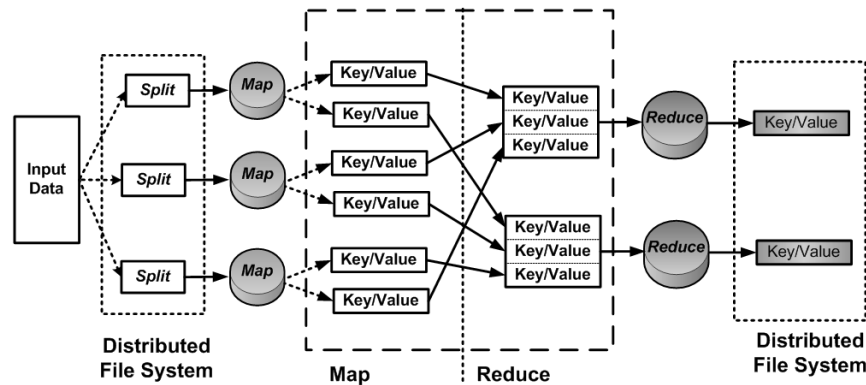 Input
Data
Split
Split
Split
Distributed
File System
Map
Map
Map
Key/Value
Key/Value
Key/Value
Key/Value
Key/Value
Key/Value
Map
Key/Value
Key/Value
Key/Value
Key/Value
Key/Value
Key/Value
Reduce
Reduce
Reduce
Key/Value
Key/Value
Distributed
File System